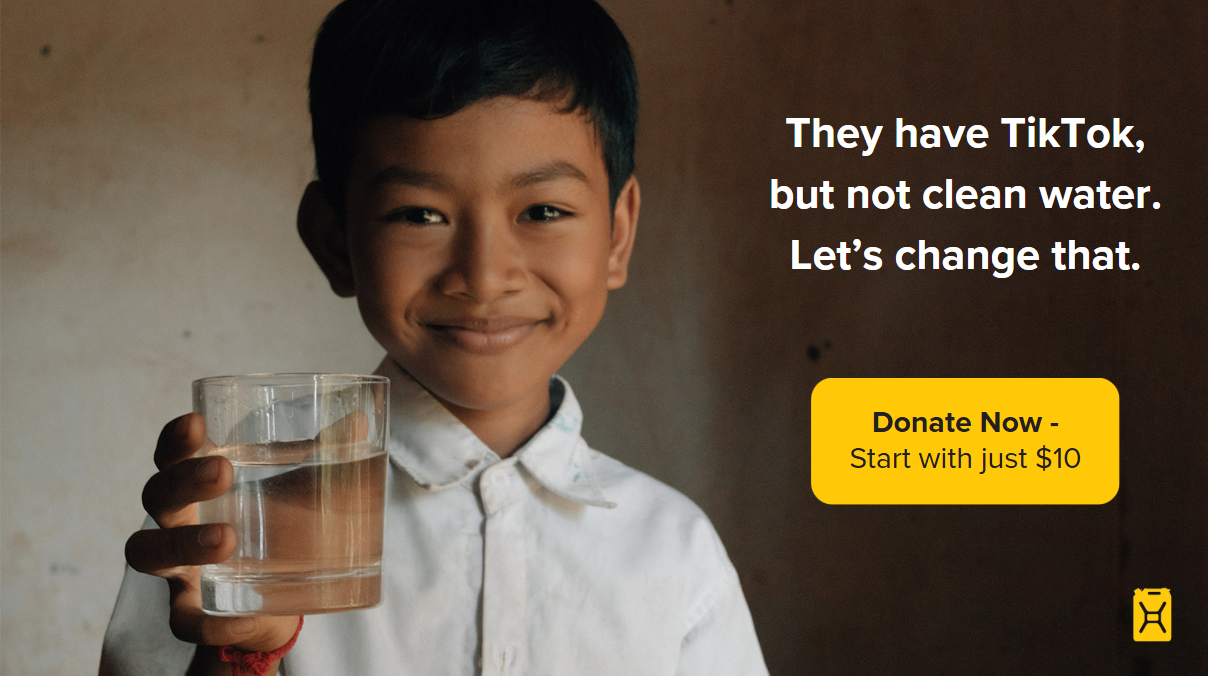 They have TikTok,
but not clean water.
Let’s change that.
Donate Now -
Start with just $10